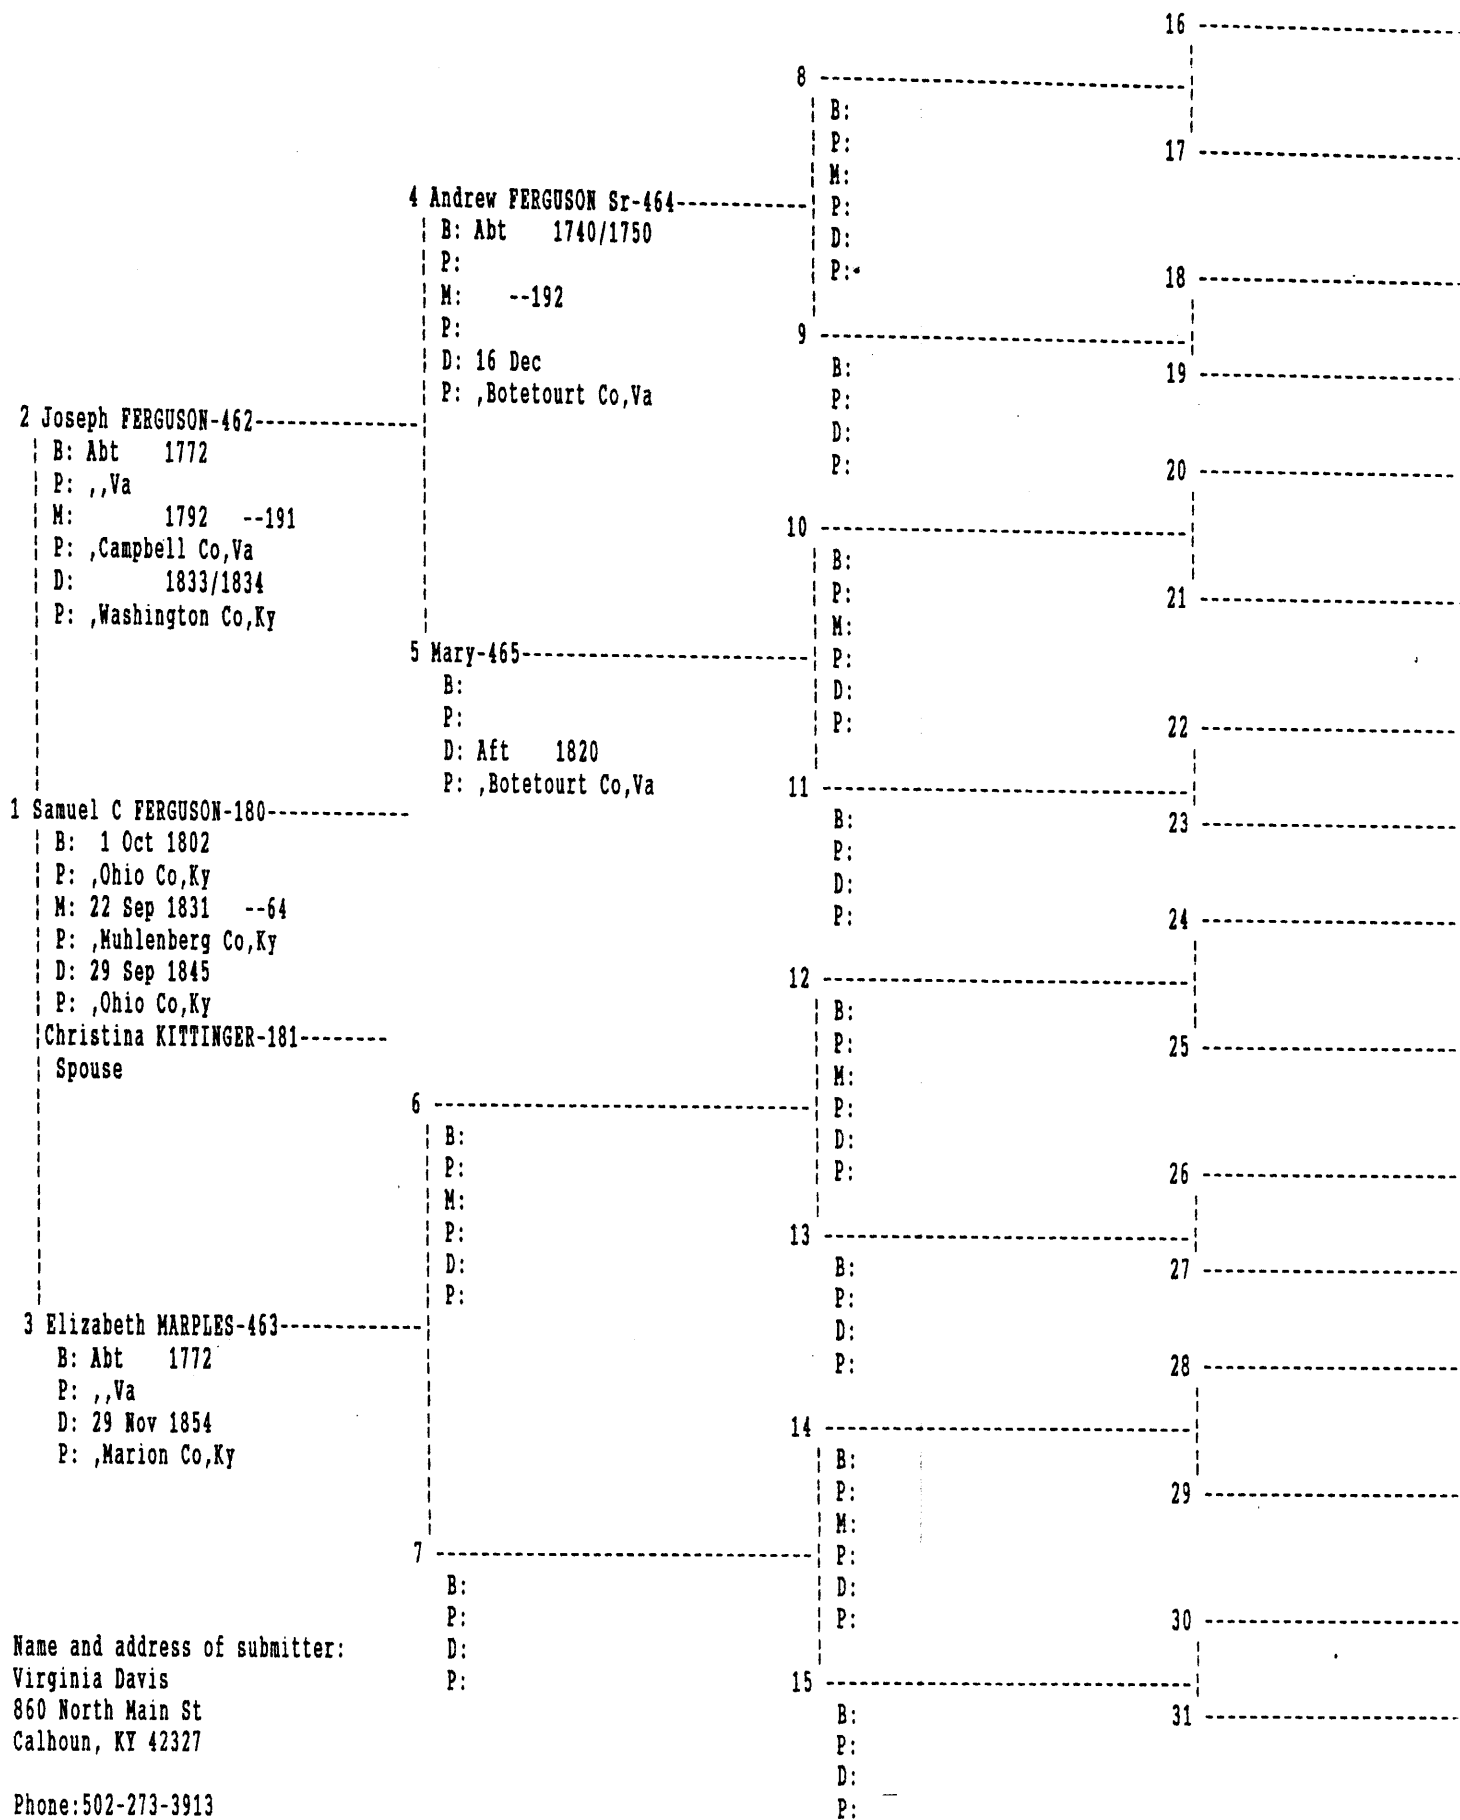 16
8
B:
P:
M:
P:
D:
P:
17
4 Andrew FERGUSON Sr-464
B: Abt 1740/1750
P:
M: --192
P:
D: 16 Dec
P: ,Botetourt Co,Va
18
9
B:
P:
D:
P:
19
2 Joseph FERGUSON-462
B: Abt 1772
P: ,,Va
M: 1792 --191
P: ,Campbell Co,Va
D: 1833/1834
P: ,Washington Co,Ky
20
10
B:
P:
M:
P:
D:
P:
21
5 Mary-465
B:
P:
D: Aft 1820
P: ,Botetourt Co,Va
22
11
B:
P:
D:
P:
23
1 Samuel C FERGUSON-180
B: 1 Oct 1802
P: ,Ohio Co,Ky
M: 22 Sep 1831 --64
P: ,Muhlenberg Co,Ky
D: 29 Sep 1845
P: ,Ohio Co,Ky
Christina KITTINGER-181
Spouse
24
12
B:
P:
M:
P:
D:
P:
25
6
B:
P:
M:
P:
D:
P:
26
13
B:
P:
D:
P:
27
3 Elizabeth MARPLES-463
B: Abt 1772
P: ,,Va
D: 29 Nov 1854
P: ,Marion Co,Ky
28
14
B:
P:
M:
P:
D:
P:
29
7
B:
P:
D:
P:
30
15
B:
P:
D:
P:
31
Name and address of submitter:
Virginia Davis
860 North Main St
Calhoun, KY 42327
Phone:502-273-3913